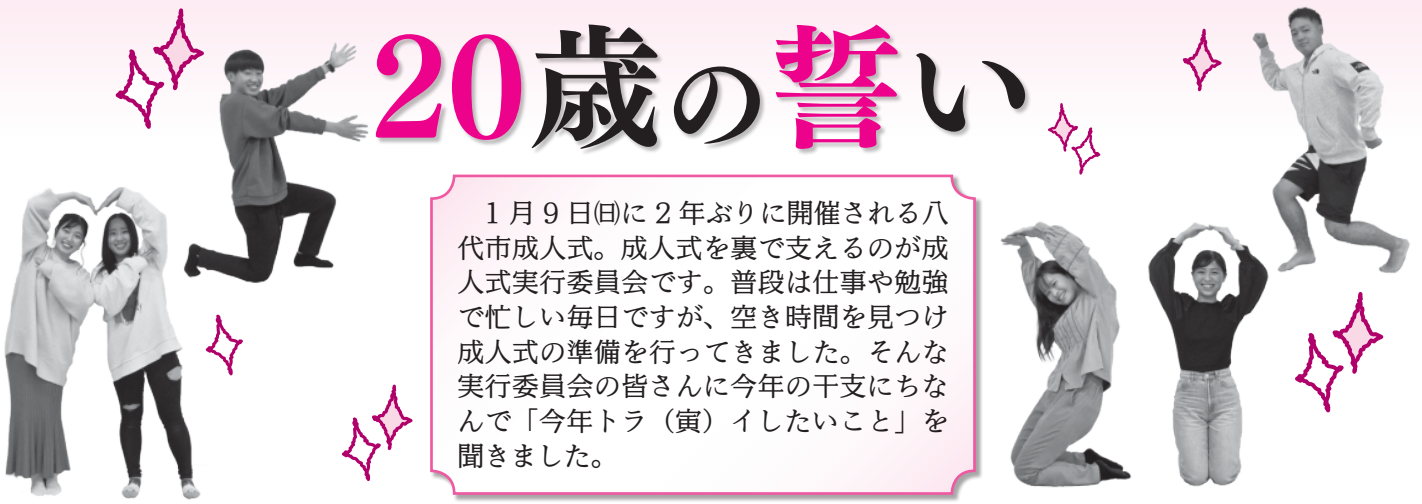 20歳の誓い
　1月9日㈰に2年ぶりに開催される八
代市成人式。成人式を裏で支えるのが成
人式実行委員会です。普段は仕事や勉強
で忙しい毎日ですが、空き時間を見つけ
成人式の準備を行ってきました。そんな
実行委員会の皆さんに今年の干支にちな
んで「今年トラ（寅）イしたいこと」を
聞きました。